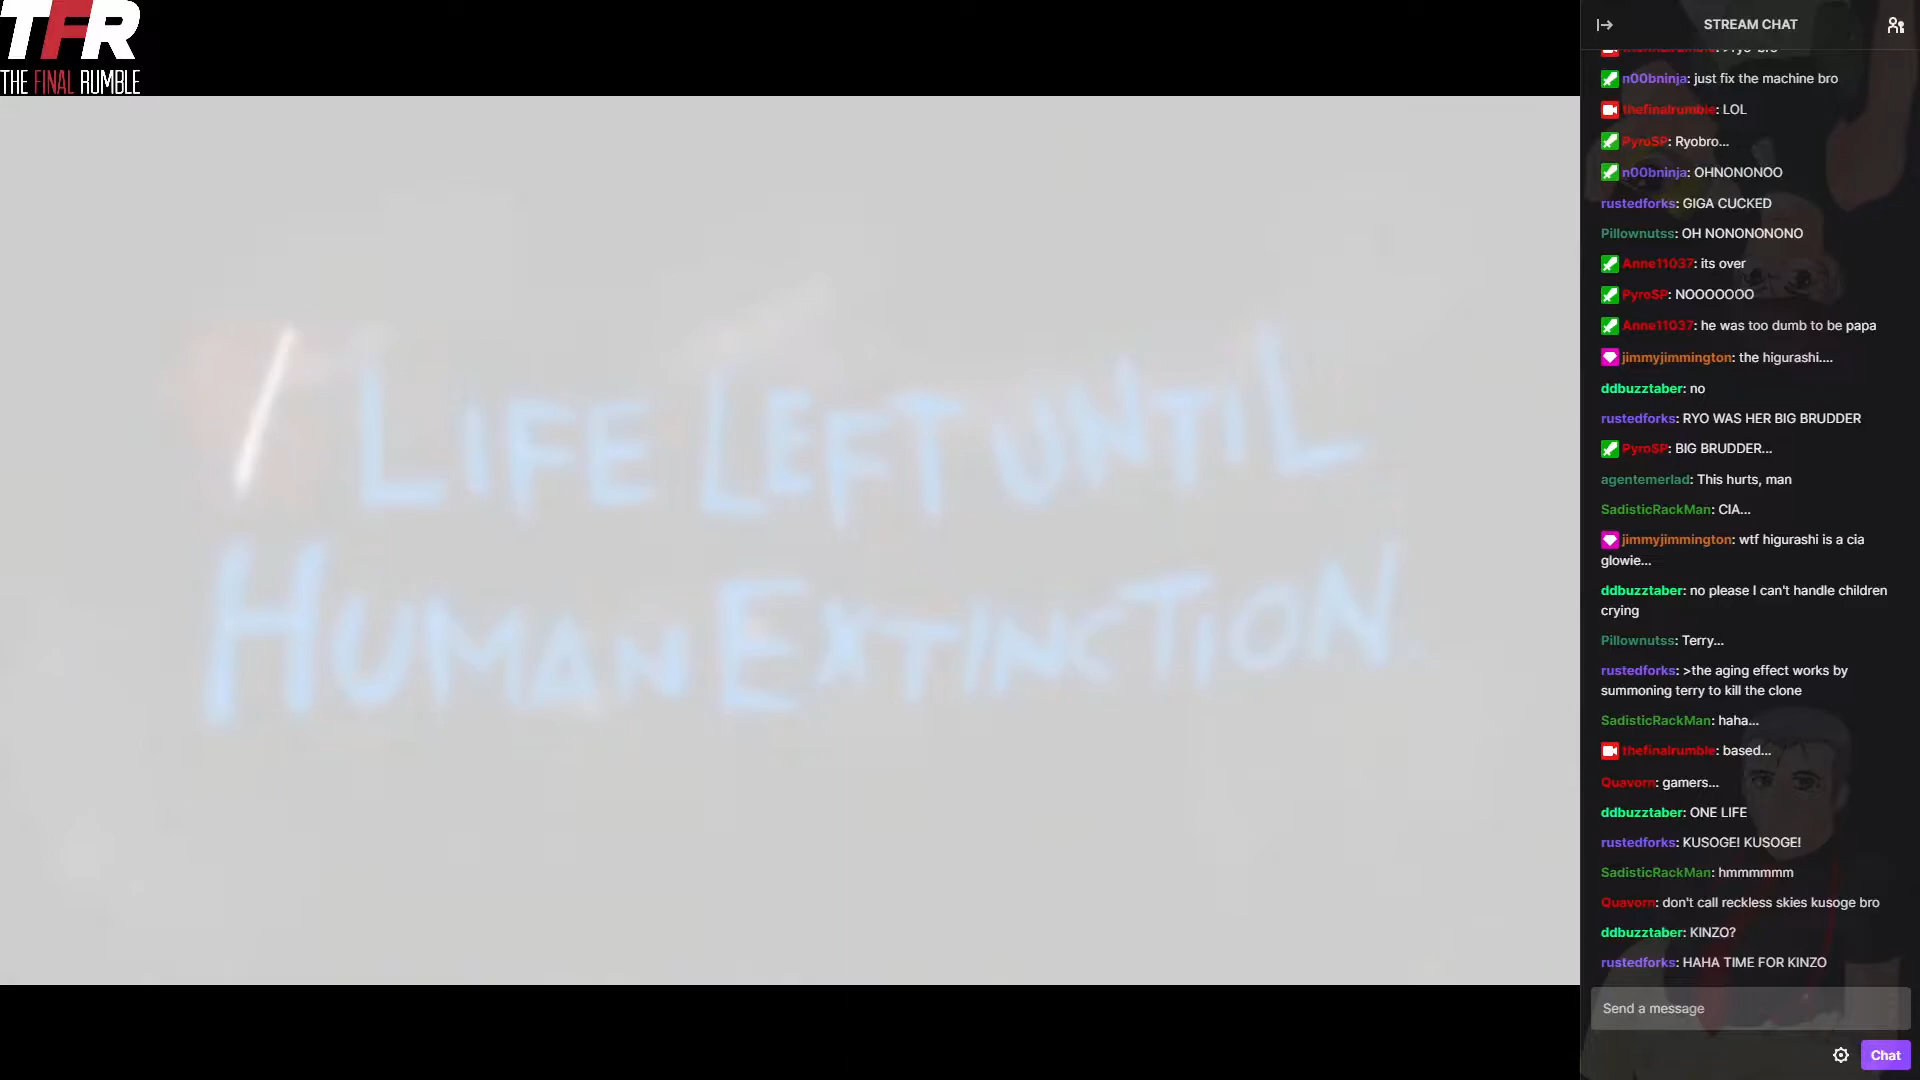 TFR
THE FINAL RUMBLE
1 LIFE LEFT UNTIL
HUMAN EXTINCTION.
STREAM CHAT
n00bninja: just fix the machine bro
thefinalrumble: LOL
PyroSP: Ryobro...
n00bninja: OHNONONOO
rustedforks: GIGA CUCKED
Pillownutss: OH NONONONONO
Anne11037: its over
PyroSP: NOOOOOOO
Anne11037: he was too dumb to be papa
jimmyjimmington: the higurashi....
ddbuzztaber: no
rustedforks: RYO WAS HER BIG BRUDDER
PyroSP: BIG BRUDDER...
agentemerlad: This hurts, man
SadisticRackMan: CIA...
jimmyjimmington: wtf higurashi is a cia
glowie...
ddbuzztaber: no please I can't handle children
crying
Pillownutss: Terry...
rustedforks: >the aging effect works by
summoning terry to kill the clone
SadisticRackMan: haha...
thefinalrumble: based...
Quavorn: gamers...
ddbuzztaber: ONE LIFE
rustedforks: KUSOGE! KUSOGE!
SadisticRackMan: hmmmmmm
Quavorn: don't call reckless skies kusoge bro
ddbuzztaber: KINZO?
rustedforks: HAHA TIME FOR KINZO
Send a message
Chat